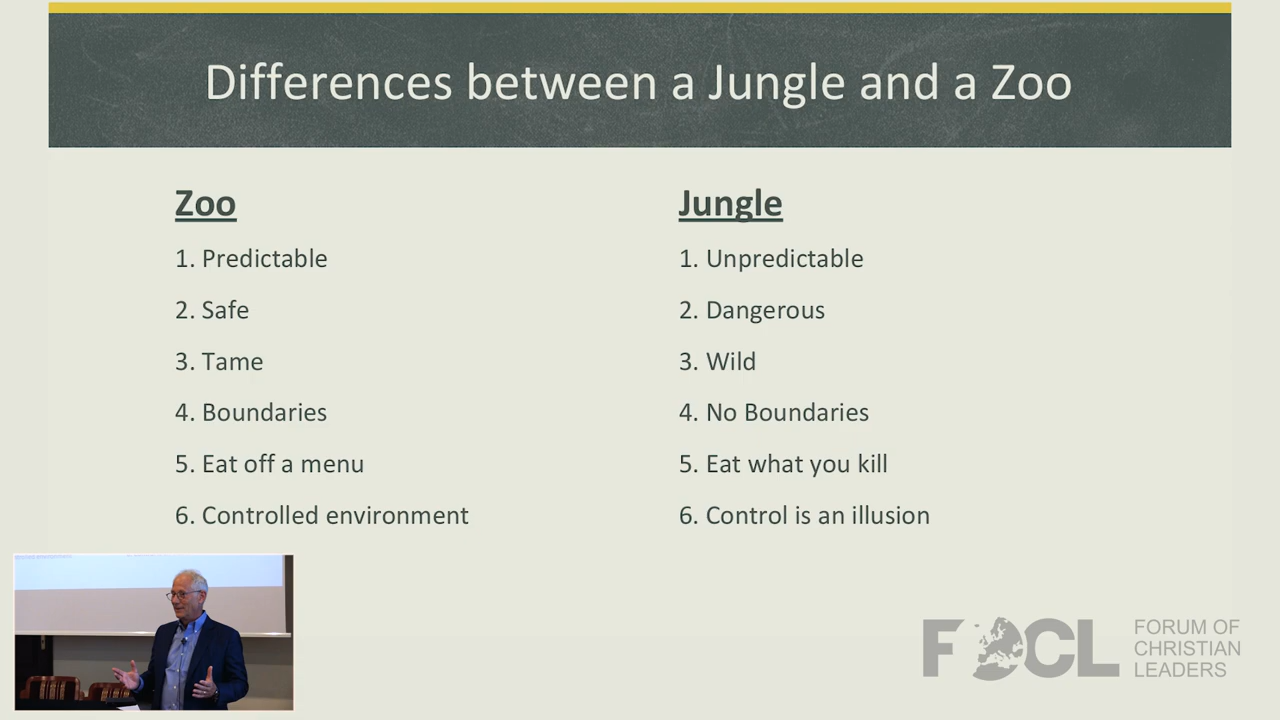 Differences between a Jungle and a Zoo
Zoo
1. Predictable
2. Safe
3. Tame
4. Boundaries
5. Eat off a menu
6. Controlled environment
Jungle
1. Unpredictable
2. Dangerous
3. Wild
4. No Boundaries
5. Eat what you kill
6. Control is an illusion
FOCL
FORUM OF
CHRISTIAN
LEADERS